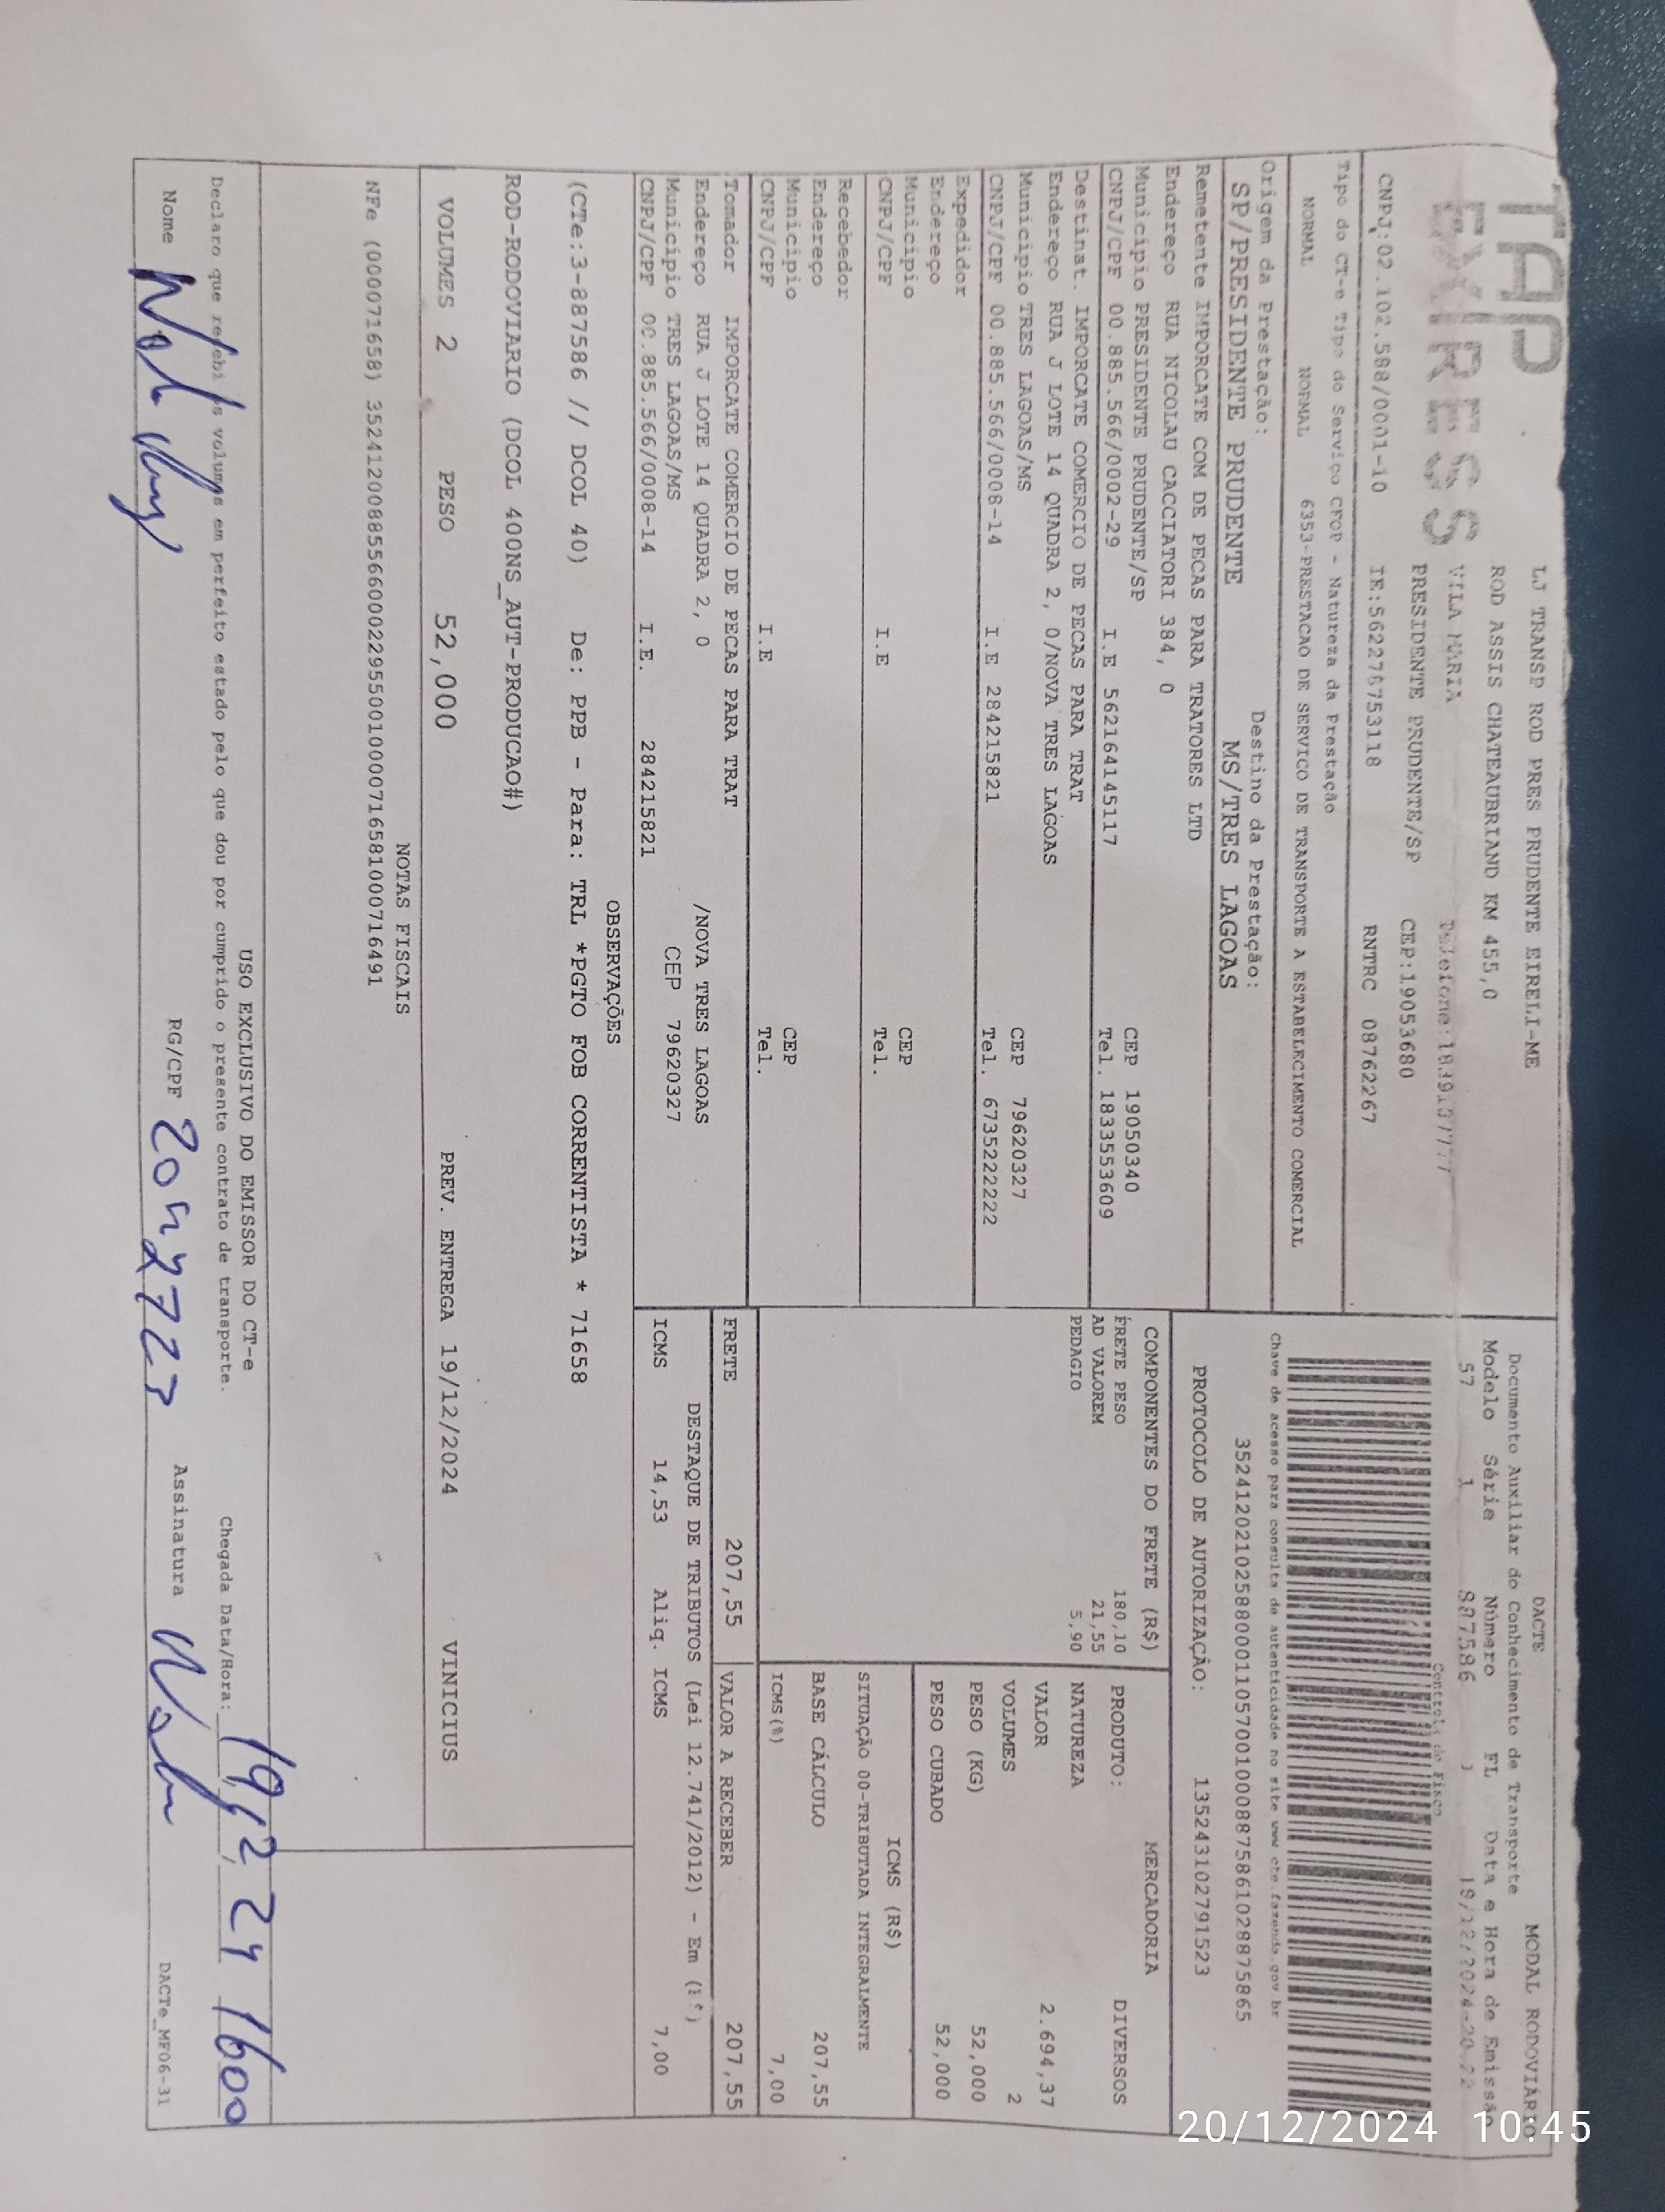 TAP
EXPRESS
LJ TRANSP ROD PRES PRUDENTE EIRELI-ME
ROD ASSIS CHATEAUBRIAND KM 455,0
VILA MARIA
PRESIDENTE PRUDENTE/SP CEP:19053680
CNPJ:02.102.588/0001-10 IE:562276753118 RNTRC 08762267
Tipo do CT-e Tipo do Serviço CFOP - Natureza da Prestação
NORMAL NORMAL 6353-PRESTACAO DE SERVICO DE TRANSPORTE A ESTABELECIMENTO COMERCIAL
Origem da Prestação: Destino da Prestação:
SP/PRESIDENTE PRUDENTE MS/TRES LAGOAS
Remetente IMPORCATE COM DE PECAS PARA TRATORES LTD
Endereço RUA NICOLAU CACCIATORI 384, 0
Município PRESIDENTE PRUDENTE/SP CEP 19050340
CNPJ/CPF 00.885.566/0002-29 I.E 562164145117 Tel. 1833553609
Destinat. IMPORCATE COMERCIO DE PECAS PARA TRAT
Endereço RUA J LOTE 14 QUADRA 2, 0/NOVA TRES LAGOAS
Município TRES LAGOAS/MS CEP 79620327
CNPJ/CPF 00.885.566/0008-14 I.E 284215821 Tel. 6735222222
Expedidor
Endereço
Município CEP
CNPJ/CPF I.E Tel.
Recebedor
Endereço
Município CEP
CNPJ/CPF I.E Tel.
Tomador IMPORCATE COMERCIO DE PECAS PARA TRAT
Endereço RUA J LOTE 14 QUADRA 2, 0 /NOVA TRES LAGOAS
Município TRES LAGOAS/MS CEP 79620327
CNPJ/CPF 00.885.566/0008-14 I.E. 284215821
DACTE MODAL RODOVIÁRIO
Documento Auxiliar do Conhecimento de Transporte
Modelo Série Número FL Data e Hora de Emissão
57 1 887586 1 19/12/2024
Controle do Fisco
Chave de acesso para consulta de autenticidade no site www.cte.fazenda.gov.br
35241202102588000110570010008875861028875865
PROTOCOLO DE AUTORIZAÇÃO: 135243102791523
COMPONENTES DO FRETE (R$)
FRETE PESO 180,10
AD VALOREM 21,55
PEDAGIO 5,90
MERCADORIA
PRODUTO: DIVERSOS
NATUREZA
VALOR 2.694,37
VOLUMES 2
PESO (KG) 52,000
PESO CUBADO 52,000
ICMS (R$)
SITUAÇÃO 00-TRIBUTADA INTEGRALMENTE
BASE CÁLCULO 207,55
ICMS(%) 7,00
FRETE 207,55 VALOR A RECEBER 207,55
DESTAQUE DE TRIBUTOS (Lei 12.741/2012) - Em (R$)
ICMS 14,53 Aliq. ICMS 7,00
OBSERVAÇÕES
(CTe:3-887586 // DCOL 40) De: PPB - Para: TRL *PGTO FOB CORRENTISTA * 71658
ROD-RODOVIARIO (DCOL 400NS_AUT-PRODUCAO#)
VOLUMES 2 PESO 52,000 PREV. ENTREGA 19/12/2024 VINICIUS
NOTAS FISCAIS
NFe (000071658) 35241200885566000229550010000716581000716491
USO EXCLUSIVO DO EMISSOR DO CT-e
Declaro que recebi os volumes em perfeito estado pelo que dou por cumprido o presente contrato de transporte. Chegada Data/Hora: 19/12/24 1600
Nome RG/CPF Assinatura
DACTe_MF06-31
20/12/2024 10:45